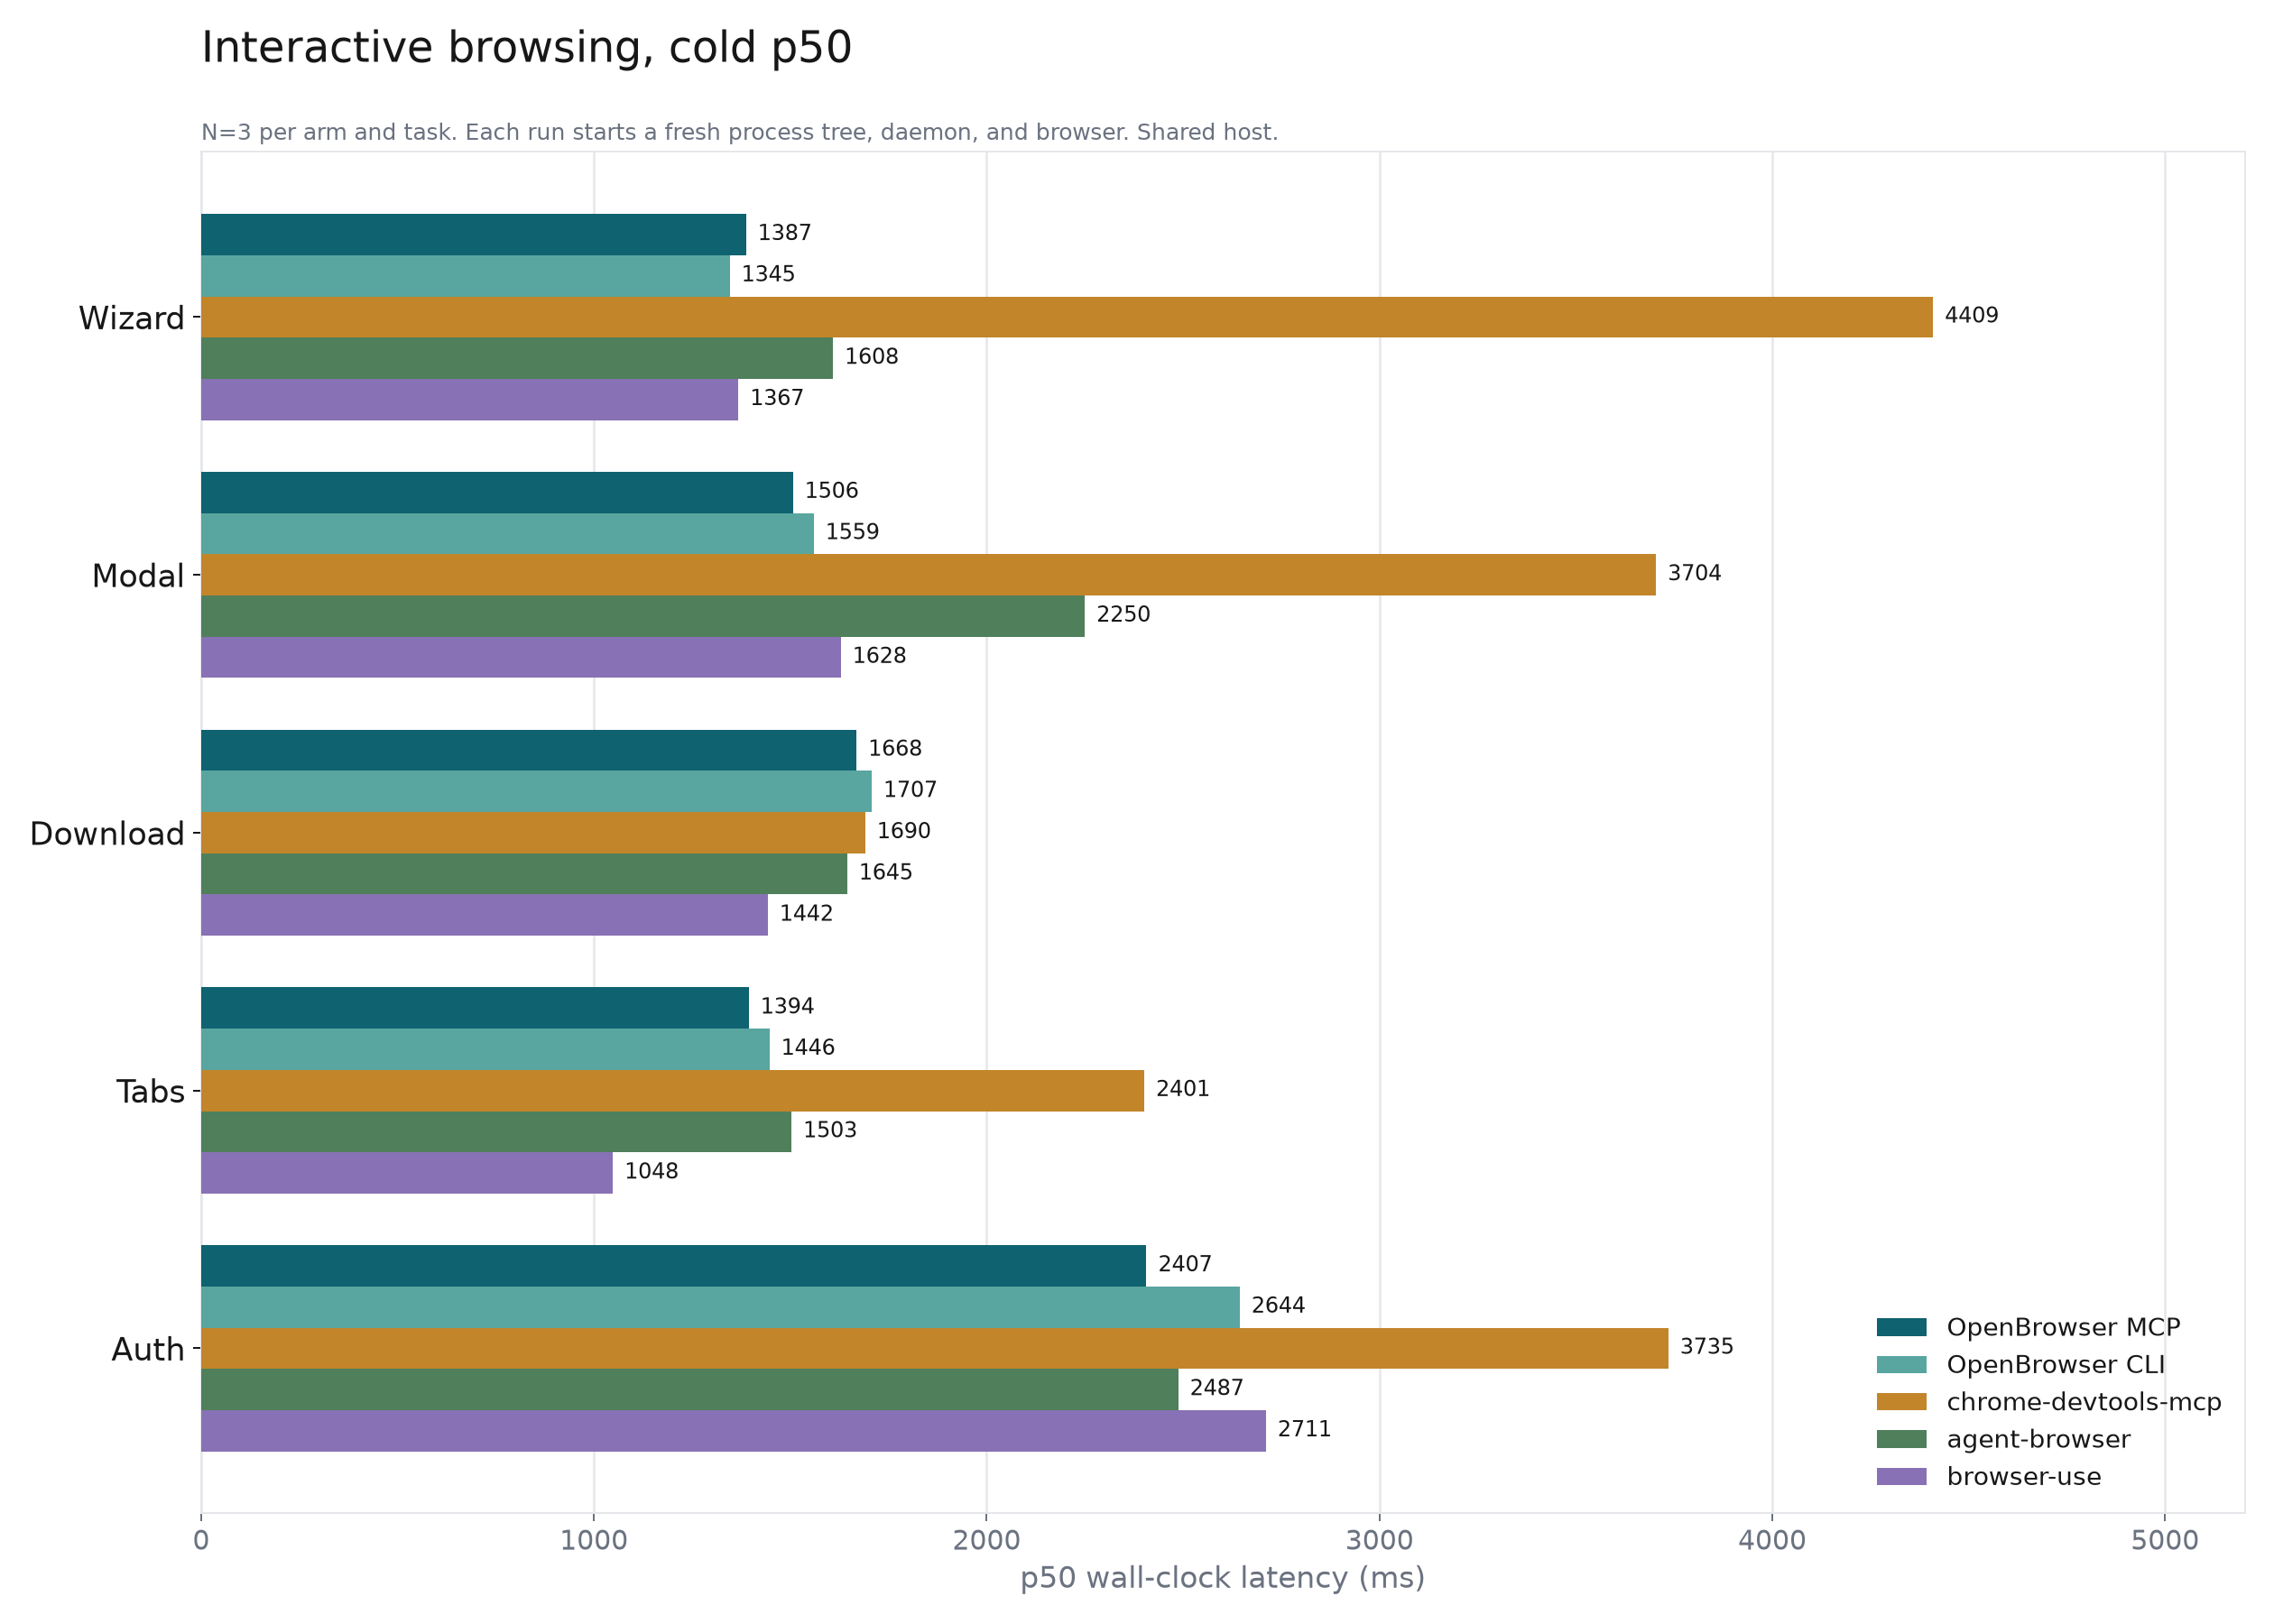 Interactive browsing, cold p50
N=3 per arm and task. Each run starts a fresh process tree, daemon, and browser. Shared host.
1387
1345
Wizard
4409
1608
1367
1506
1559
Modal
3704
2250
1628
1668
1707
Download
1690
1645
1442
1394
1446
Tabs
2401
1503
1048
2407
2644
Auth
3735
2487
2711
OpenBrowser MCP
OpenBrowser CLI
chrome-devtools-mcp
agent-browser
browser-use
0 1000 2000 3000 4000 5000
p50 wall-clock latency (ms)